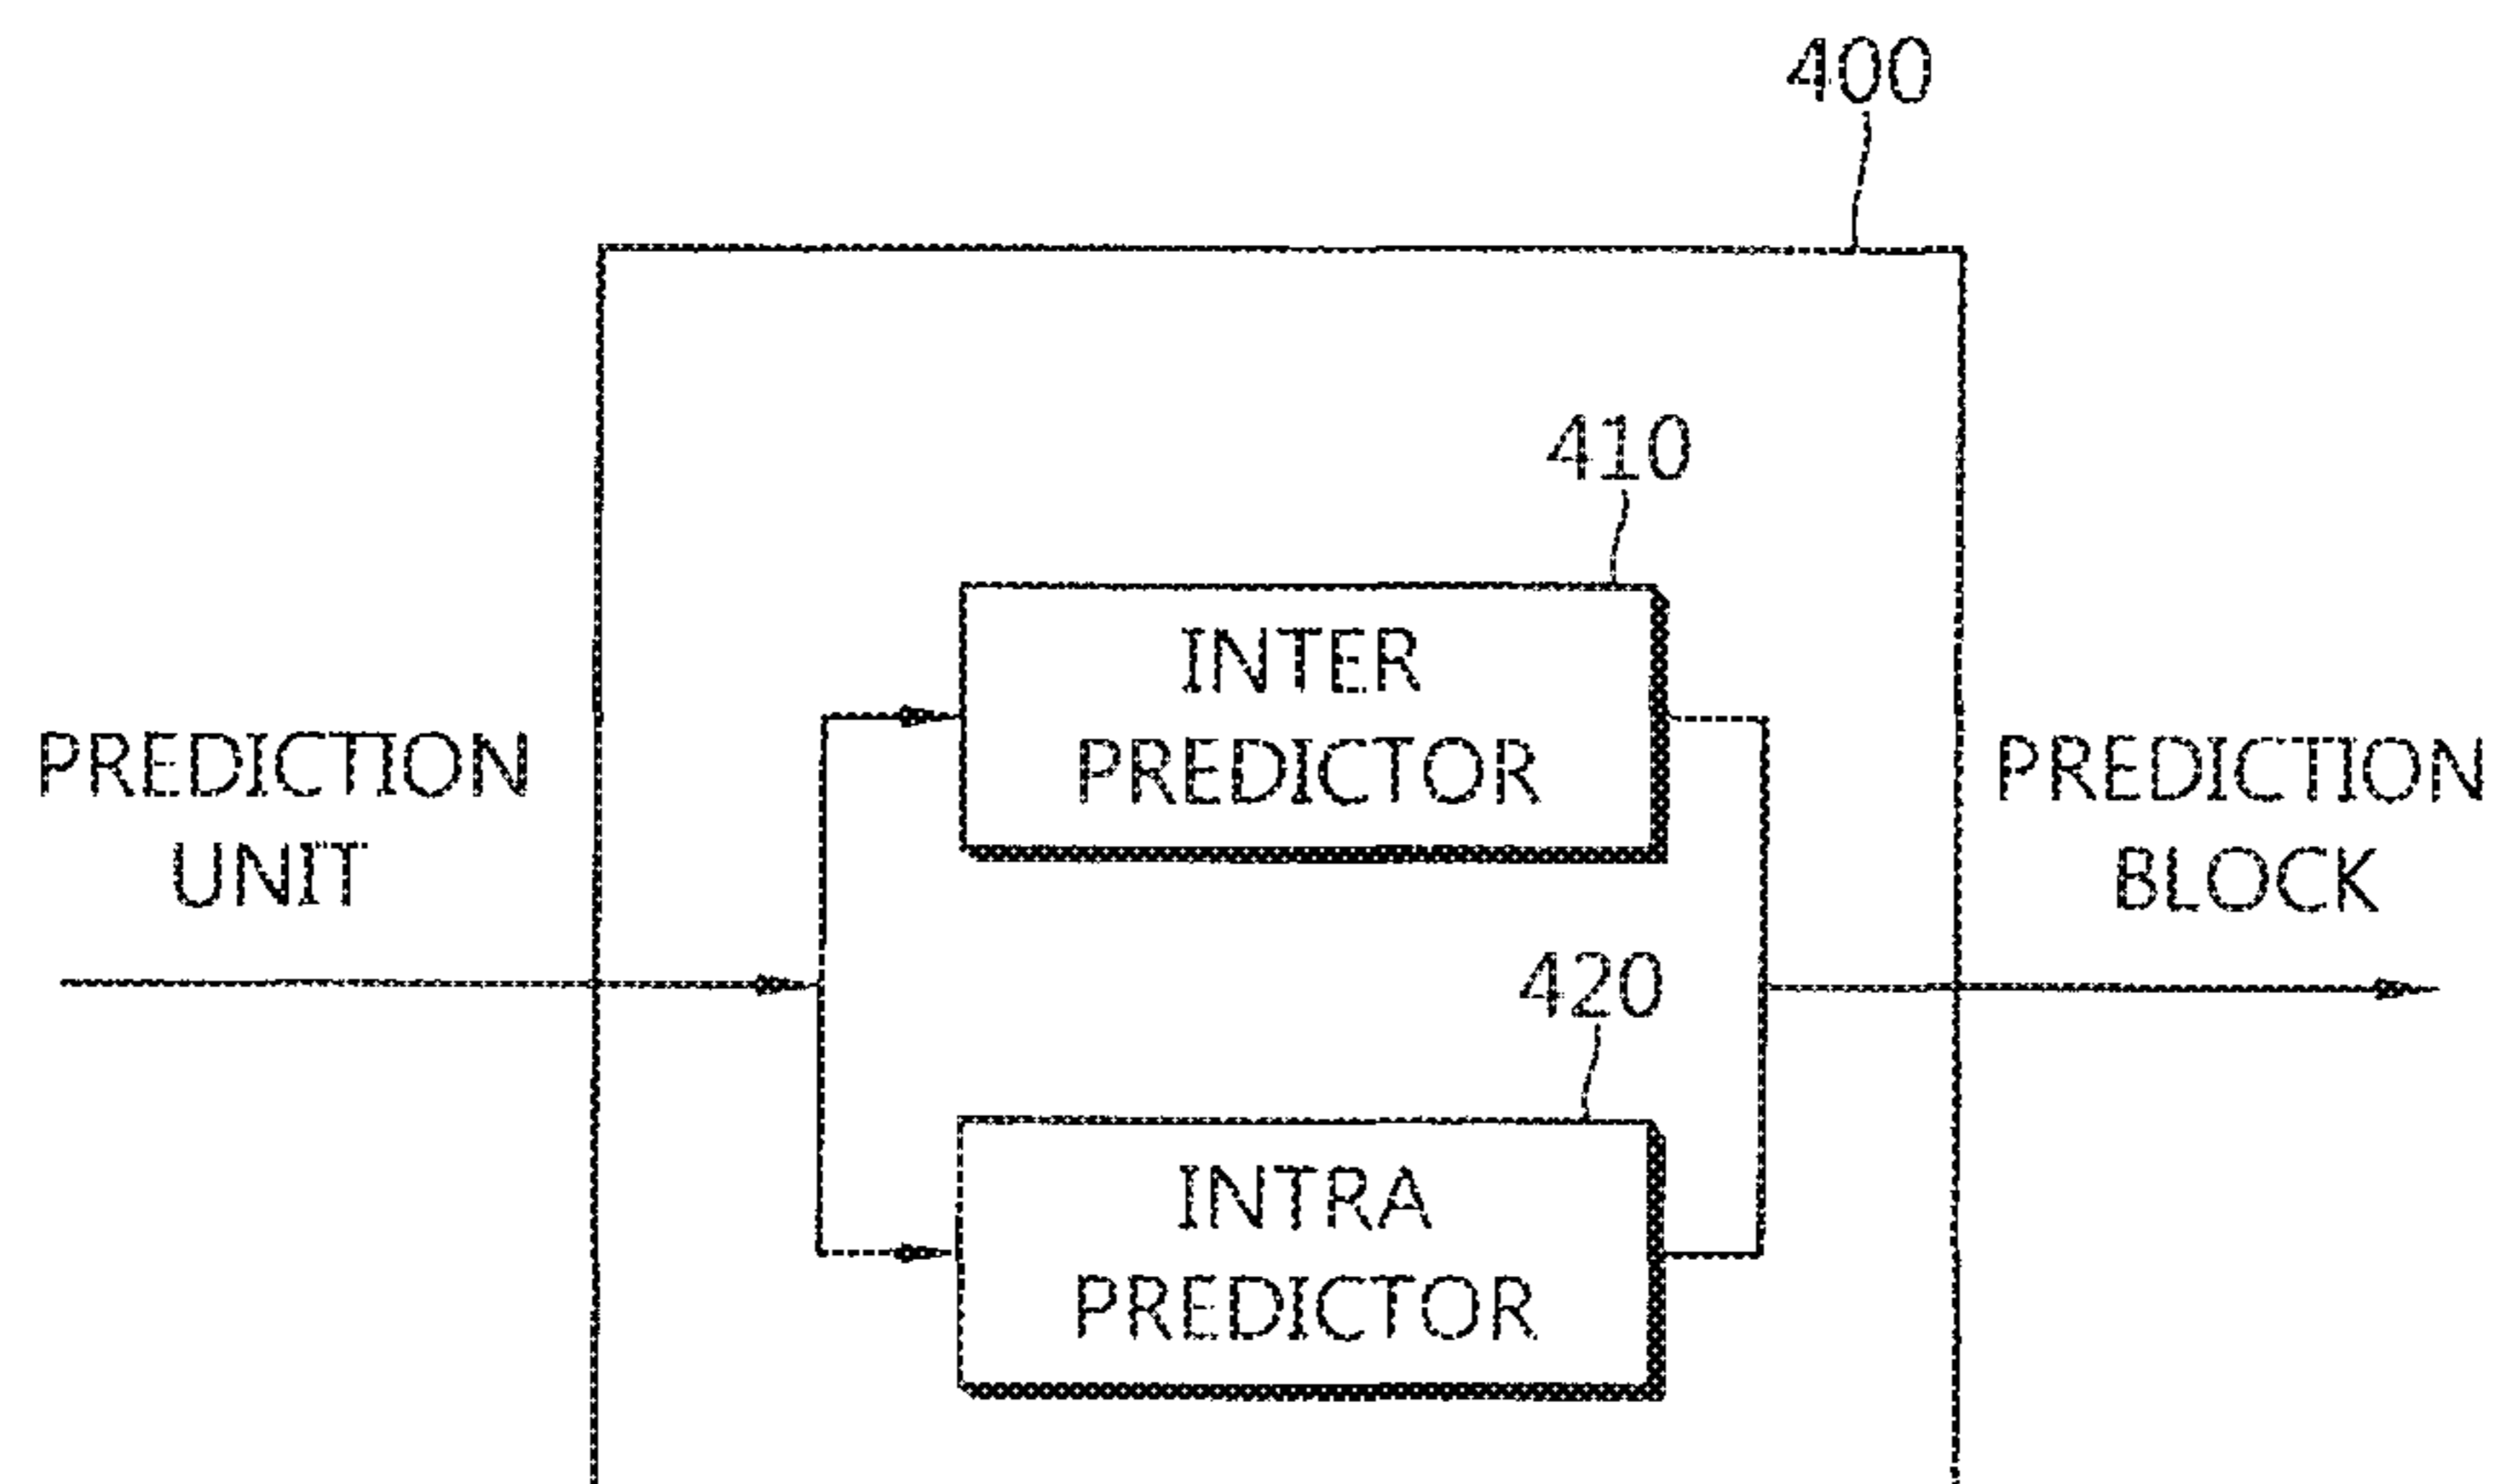 400
410
INTER
PREDICTOR
PREDICTION
UNIT
PREDICTION
BLOCK
420
INTRA
PREDICTOR